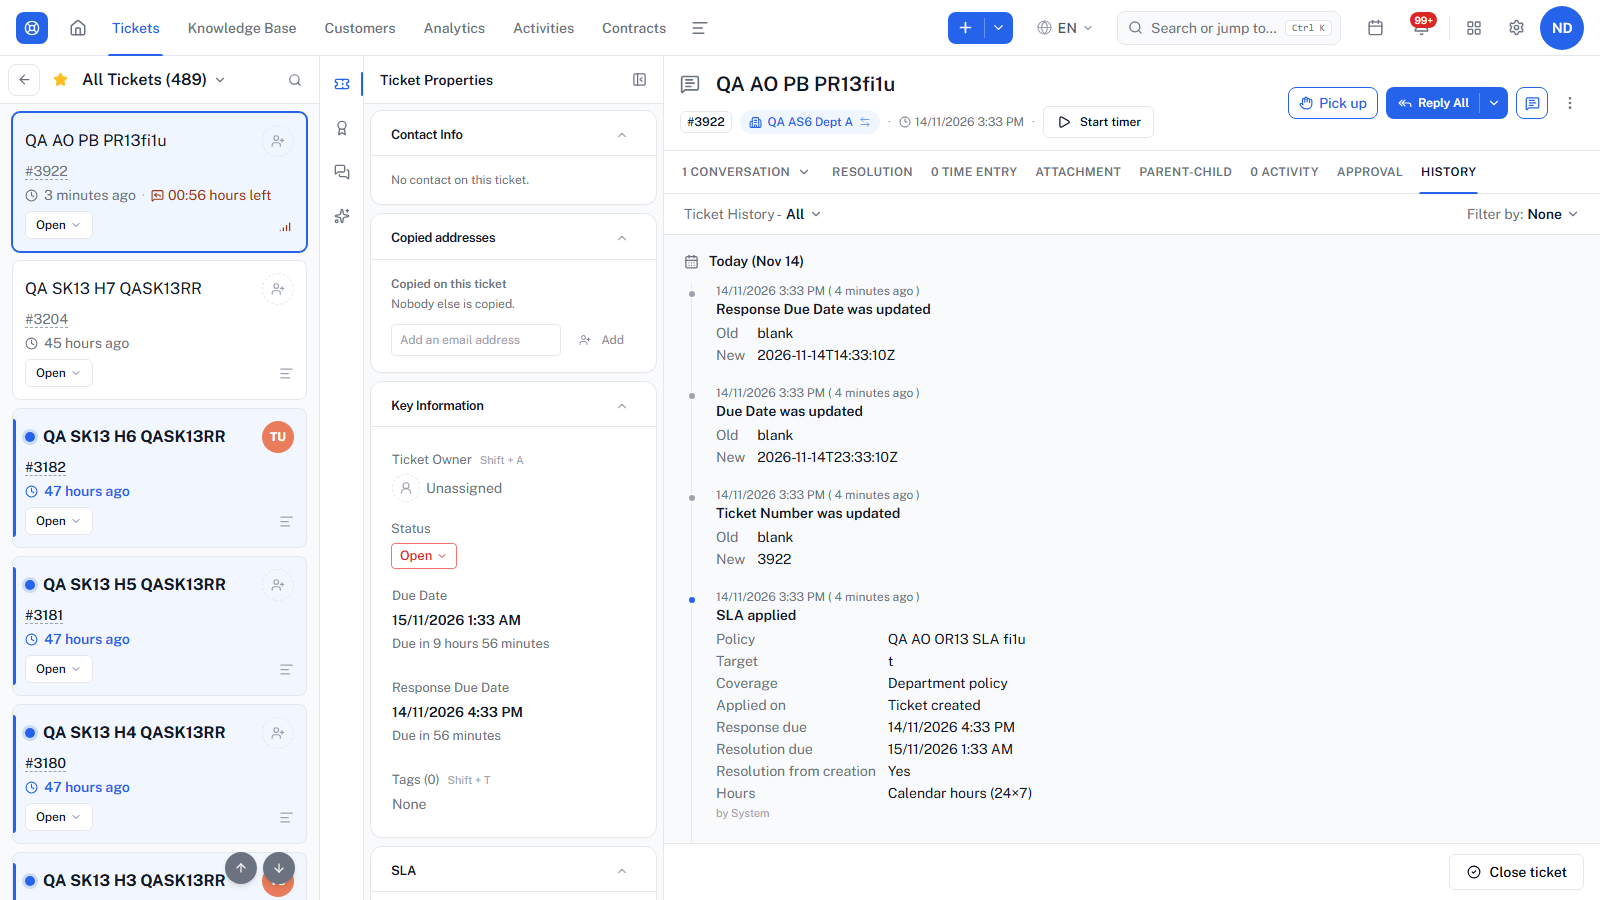 Tickets
Knowledge Base
Customers
Analytics
Activities
Contracts
EN
Search or jump to...
Ctrl K
99+
ND
All Tickets (489)
QA AO PB PR13fi1u
#3922
3 minutes ago · 00:56 hours left
Open
QA SK13 H7 QASK13RR
#3204
45 hours ago
Open
QA SK13 H6 QASK13RR
TU
#3182
47 hours ago
Open
QA SK13 H5 QASK13RR
#3181
47 hours ago
Open
QA SK13 H4 QASK13RR
#3180
47 hours ago
Open
QA SK13 H3 QASK13RR
Ticket Properties
Contact Info
No contact on this ticket.
Copied addresses
Copied on this ticket
Nobody else is copied.
Add an email address
Add
Key Information
Ticket Owner Shift + A
Unassigned
Status
Open
Due Date
15/11/2026 1:33 AM
Due in 9 hours 56 minutes
Response Due Date
14/11/2026 4:33 PM
Due in 56 minutes
Tags (0) Shift + T
None
SLA
QA AO PB PR13fi1u
#3922
QA AS6 Dept A
· 14/11/2026 3:33 PM ·
Start timer
Pick up
Reply All
1 CONVERSATION
RESOLUTION
0 TIME ENTRY
ATTACHMENT
PARENT-CHILD
0 ACTIVITY
APPROVAL
HISTORY
Ticket History - All
Filter by: None
Today (Nov 14)
14/11/2026 3:33 PM ( 4 minutes ago )
Response Due Date was updated
Old blank
New 2026-11-14T14:33:10Z
14/11/2026 3:33 PM ( 4 minutes ago )
Due Date was updated
Old blank
New 2026-11-14T23:33:10Z
14/11/2026 3:33 PM ( 4 minutes ago )
Ticket Number was updated
Old blank
New 3922
14/11/2026 3:33 PM ( 4 minutes ago )
SLA applied
Policy QA AO OR13 SLA fi1u
Target t
Coverage Department policy
Applied on Ticket created
Response due 14/11/2026 4:33 PM
Resolution due 15/11/2026 1:33 AM
Resolution from creation Yes
Hours Calendar hours (24×7)
by System
Close ticket